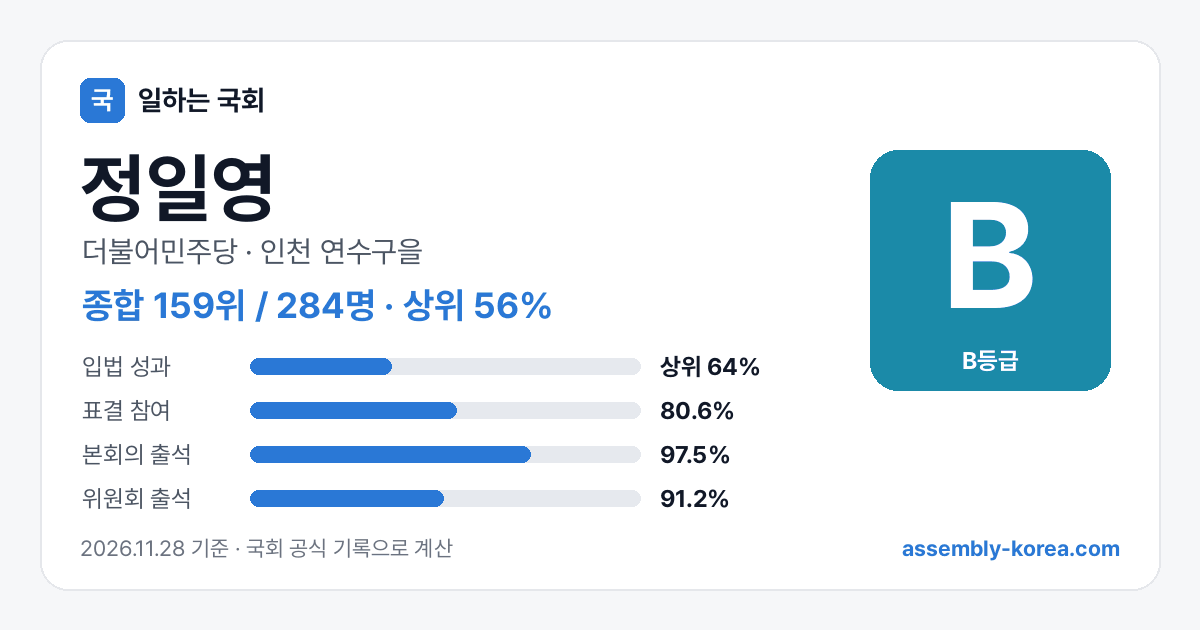 국 일하는 국회
정일영
더불어민주당 · 인천 연수구을
종합 159위 / 284명 · 상위 56%
B
B등급
입법 성과 상위 64%
표결 참여 80.6%
본회의 출석 97.5%
위원회 출석 91.2%
2026.11.28 기준 · 국회 공식 기록으로 계산
assembly-korea.com